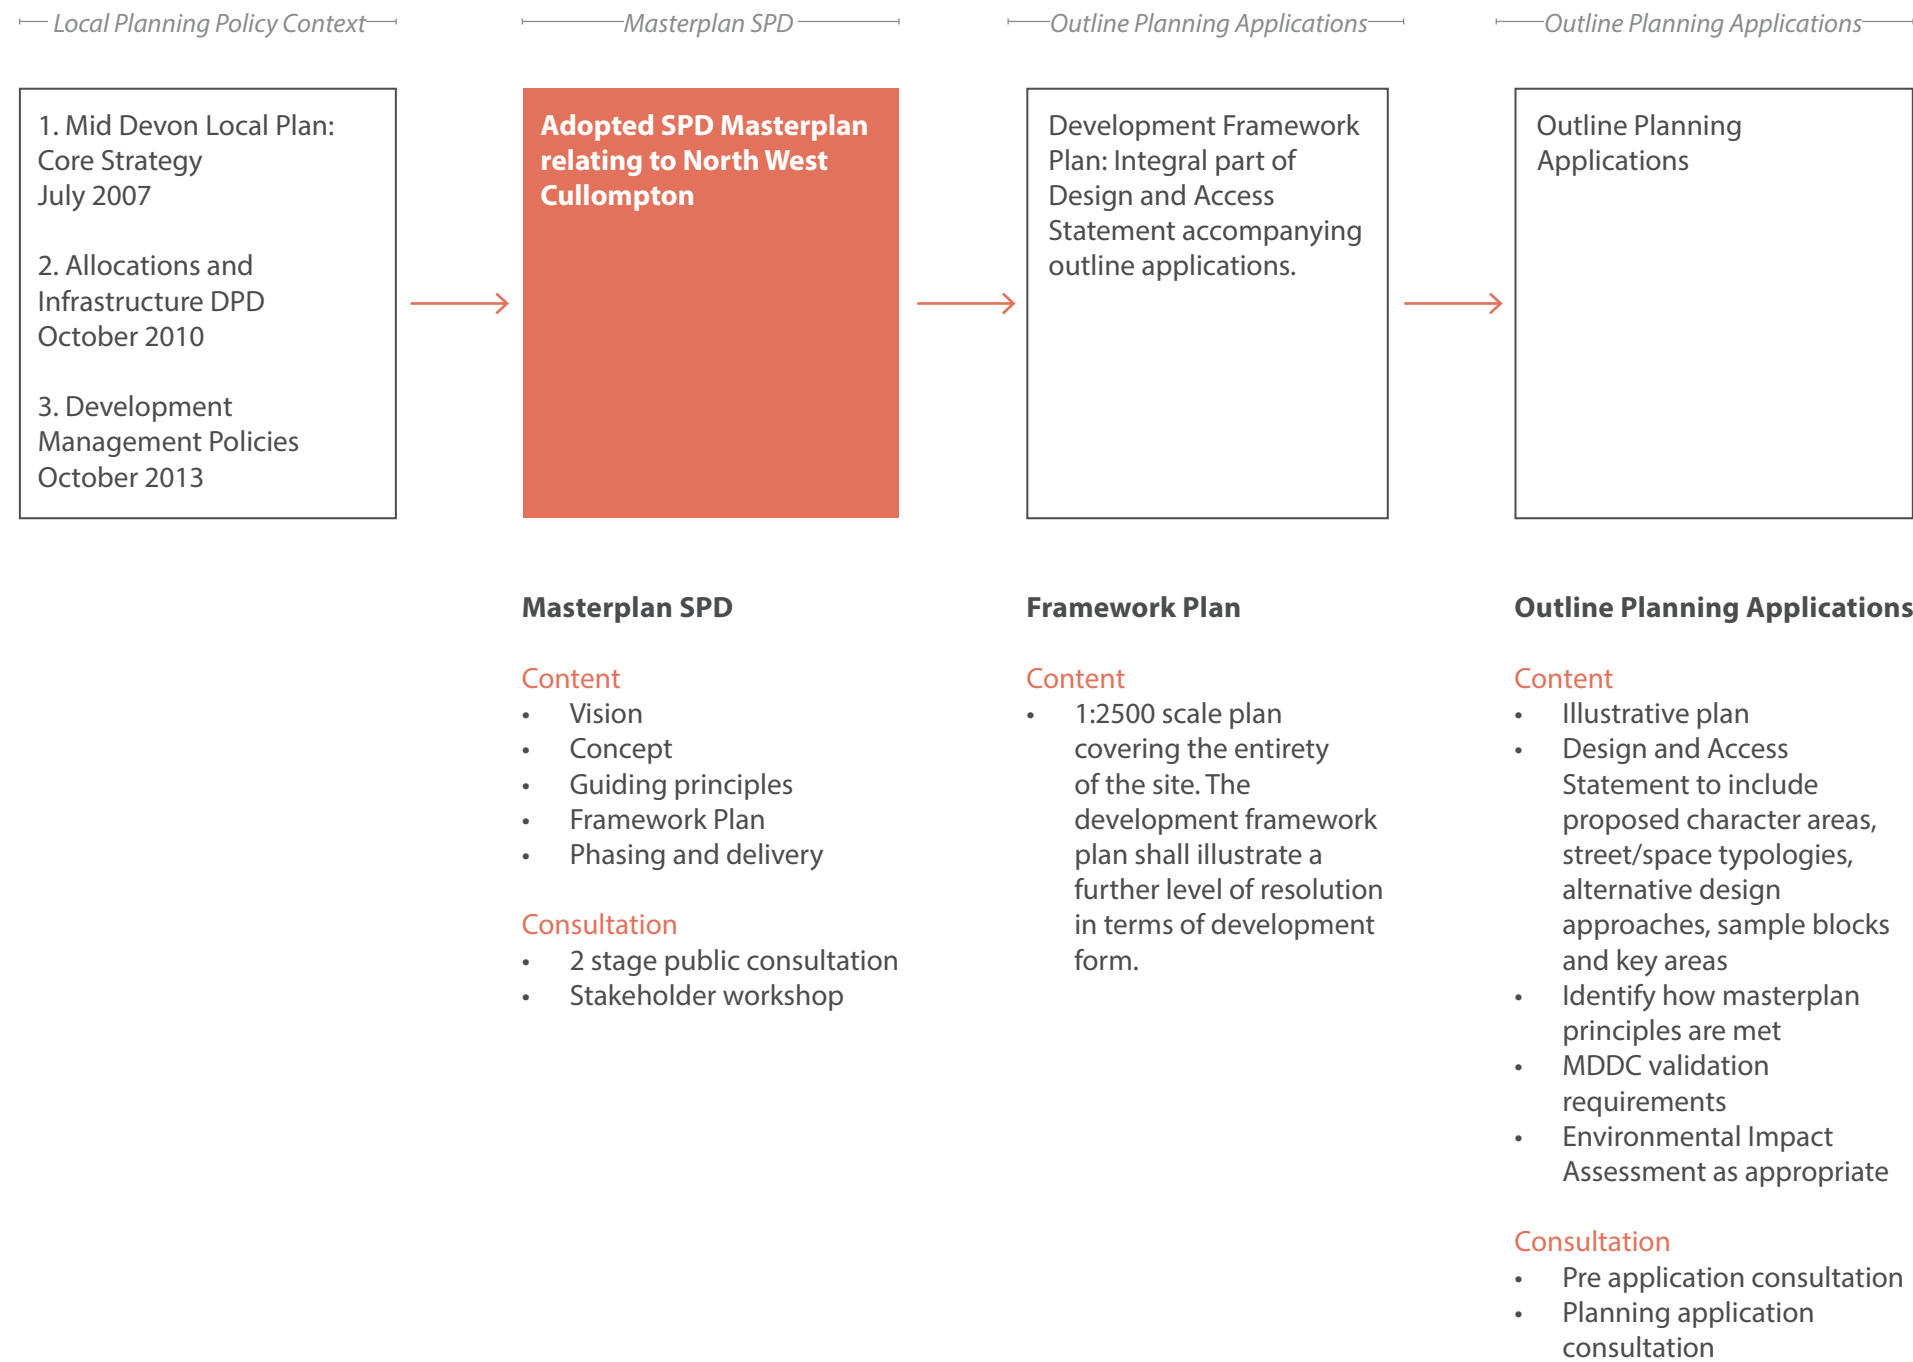 Local Planning Policy Context
Masterplan SPD
Outline Planning Applications
Outline Planning Applications
1. Mid Devon Local Plan:
Core Strategy
July 2007
2. Allocations and
Infrastructure DPD
October 2010
3. Development
Management Policies
October 2013
Adopted SPD Masterplan
relating to North West
Cullompton
Development Framework
Plan: Integral part of
Design and Access
Statement accompanying
outline applications.
Outline Planning
Applications
Masterplan SPD
Content
• Vision
• Concept
• Guiding principles
• Framework Plan
• Phasing and delivery
Consultation
• 2 stage public consultation
• Stakeholder workshop
Framework Plan
Content
• 1:2500 scale plan
covering the entirety
of the site. The
development framework
plan shall illustrate a
further level of resolution
in terms of development
form.
Outline Planning Applications
Content
• Illustrative plan
• Design and Access
Statement to include
proposed character areas,
street/space typologies,
alternative design
approaches, sample blocks
and key areas
• Identify how masterplan
principles are met
• MDDC validation
requirements
• Environmental Impact
Assessment as appropriate
Consultation
• Pre application consultation
• Planning application
consultation